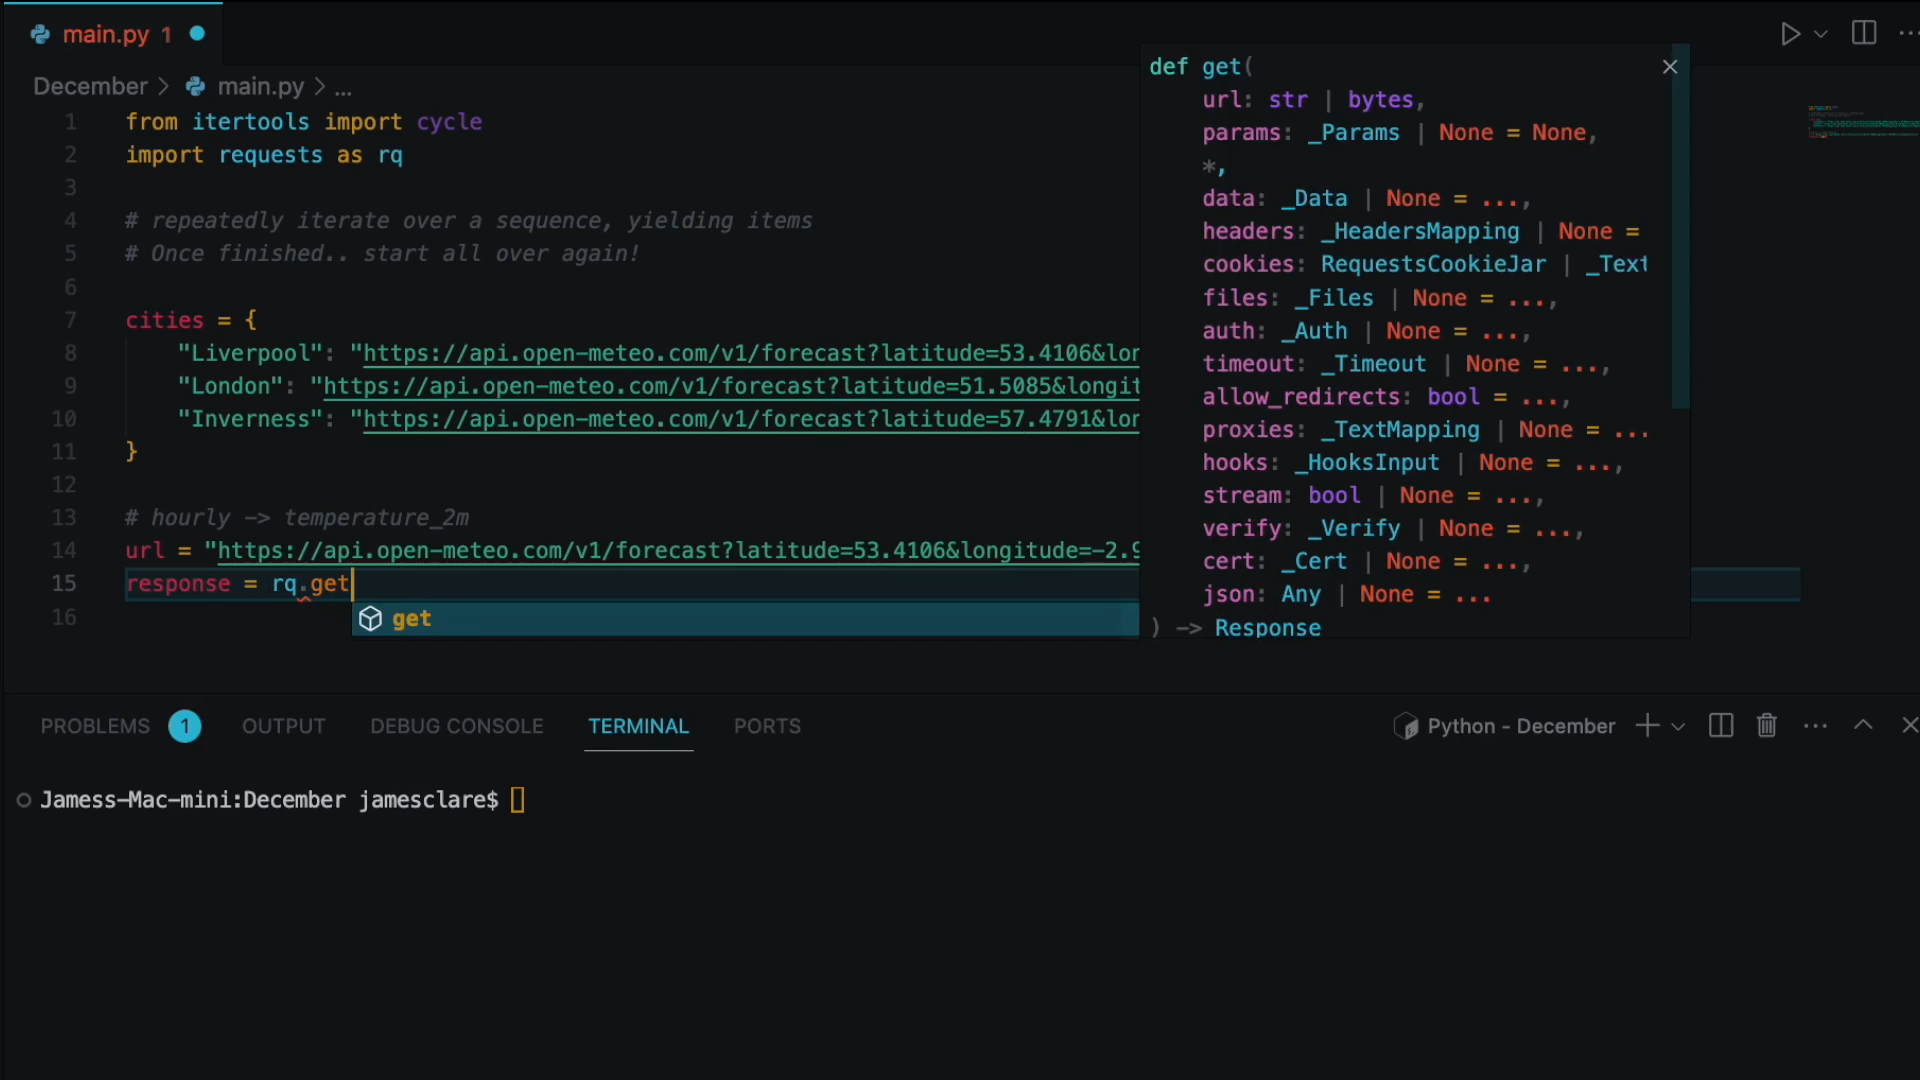 main.py 1
December > main.py > ...
1 from itertools import cycle
2 import requests as rq
3
4 # repeatedly iterate over a sequence, yielding items
5 # Once finished.. start all over again!
6
7 cities = {
8 "Liverpool": "https://api.open-meteo.com/v1/forecast?latitude=53.4106&lon
9 "London": "https://api.open-meteo.com/v1/forecast?latitude=51.5085&longit
10 "Inverness": "https://api.open-meteo.com/v1/forecast?latitude=57.4791&lon
11 }
12
13 # hourly -> temperature_2m
14 url = "https://api.open-meteo.com/v1/forecast?latitude=53.4106&longitude=-2.9
15 response = rq.get
16
get
def get(
url: str | bytes,
params: _Params | None = None,
*,
data: _Data | None = ...,
headers: _HeadersMapping | None =
cookies: RequestsCookieJar | _Text
files: _Files | None = ...,
auth: _Auth | None = ...,
timeout: _Timeout | None = ...,
allow_redirects: bool = ...,
proxies: _TextMapping | None = ...
hooks: _HooksInput | None = ...,
stream: bool | None = ...,
verify: _Verify | None = ...,
cert: _Cert | None = ...,
json: Any | None = ...
) -> Response
PROBLEMS 1 OUTPUT DEBUG CONSOLE TERMINAL PORTS Python - December
Jamess-Mac-mini:December jamesclare$